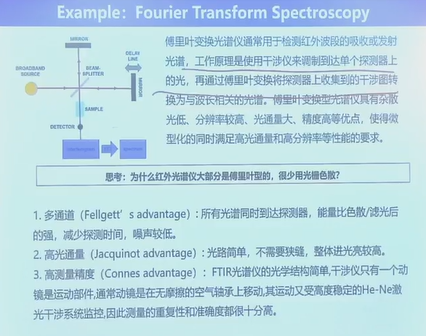 Example: Fourier Transform Spectroscopy
MIRROR
BROADBAND
SOURCE
BEAM-
SPLITTER
DELAY
LINE
MIRROR
SAMPLE
DETECTOR
傅里叶变换光谱仪通常用于检测红外波段的吸收或发射
光谱，工作原理是使用干涉仪来调制到达单个探测器上
的光，再通过傅里叶变换将探测器上收集到的干涉图转
换为与波长相关的光谱。傅里叶变换型光谱仪具有杂散
光低、分辨率较高、光通量大、精度高等优点，使得微
型化的同时满足高光通量和高分辨率等性能的要求。
思考：为什么红外光谱仪大部分是傅里叶型的，很少用光栅色散？
1. 多通道（Fellgett’s advantage）: 所有光谱同时到达探测器，能量比色散/滤光后
的强，减少探测时间，噪声较低。
2. 高光通量（Jacquinot advantage）: 光路简单，不需要狭缝，整体进光亮较高。
3. 高测量精度（Connes advantage）：FTIR光谱仪的光学结构简单,干涉仪只有一个动
镜是运动部件,通常动镜是在无摩擦的空气轴承上移动,其运动又受高度稳定的He-Ne激
光干涉系统监控,因此测量的重复性和准确度都很十分高。